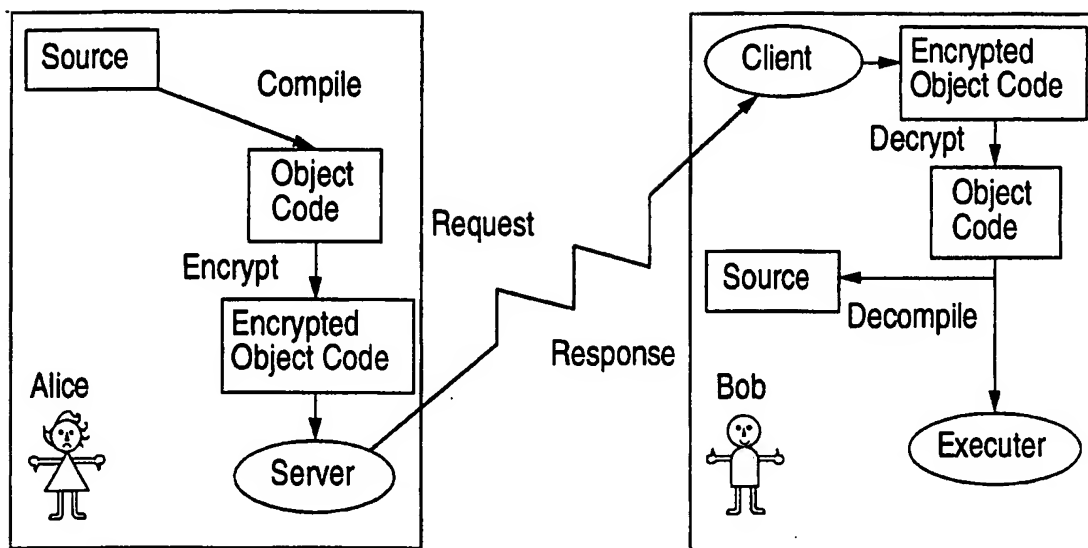 Source
Compile
Object
Code
Encrypt
Encrypted
Object Code
Alice
Server
Request
Response
Client
Encrypted
Object Code
Decrypt
Object
Code
Source
Decompile
Bob
Executer